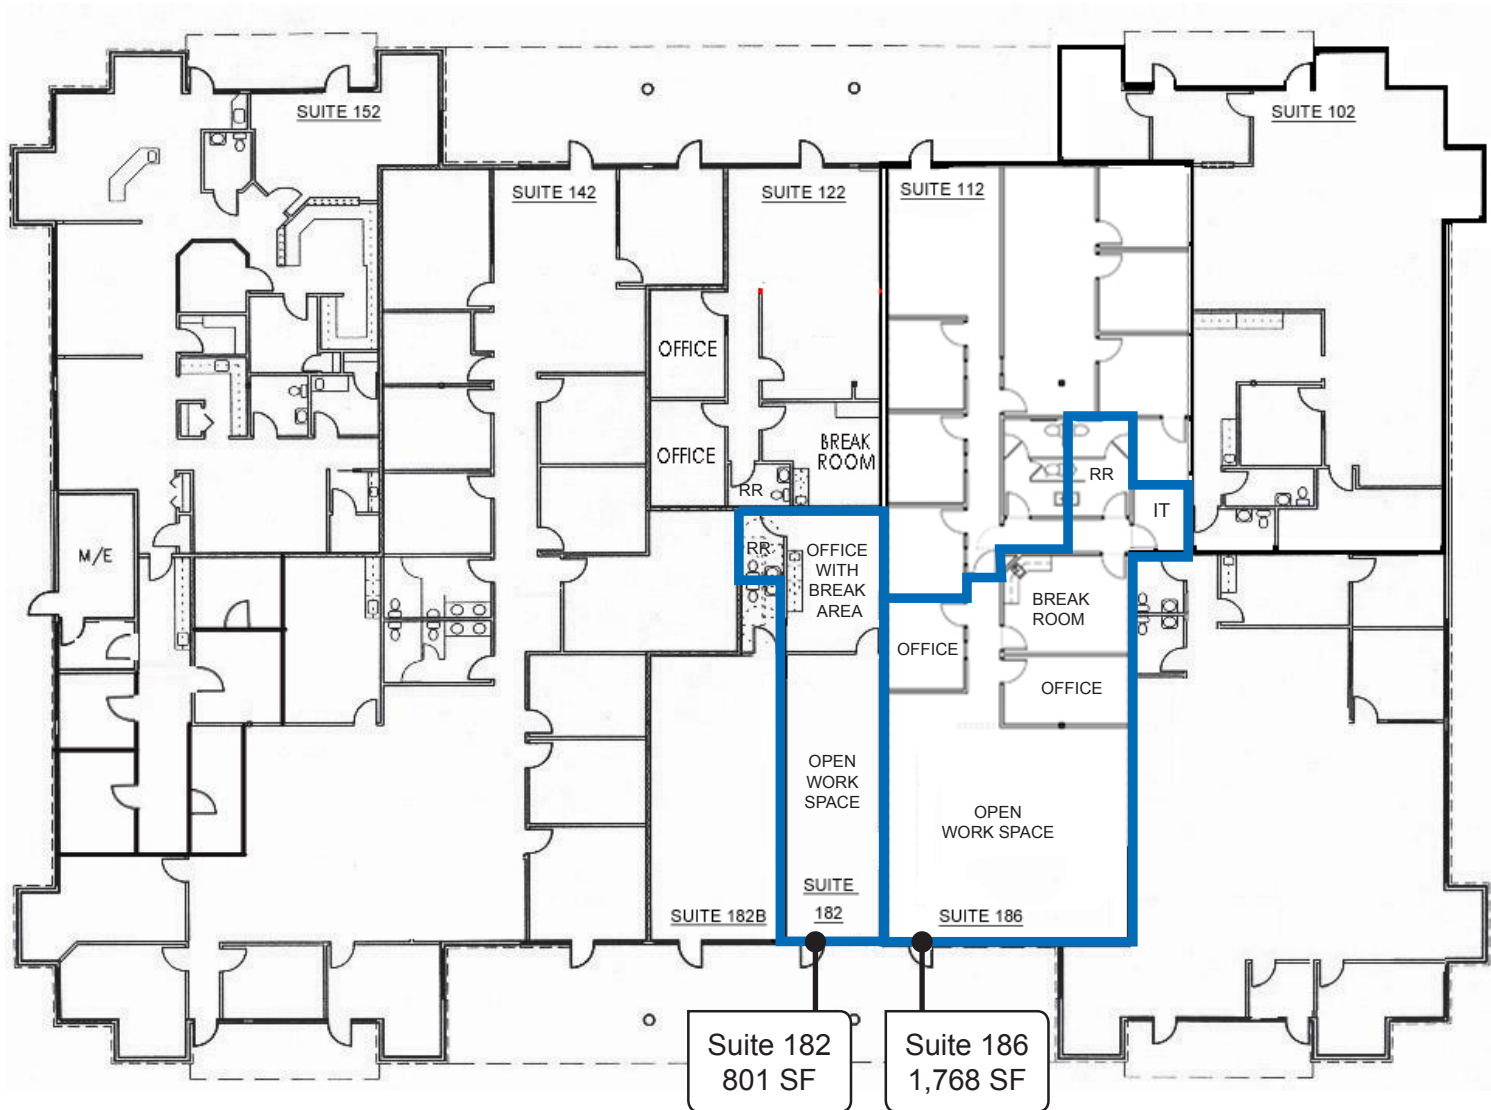 SUITE 152
SUITE 102
SUITE 142
SUITE 122
SUITE 112
OFFICE
OFFICE
BREAK
ROOM
RR
RR
IT
M/E
RR
OFFICE
WITH
BREAK
AREA
BREAK
ROOM
OFFICE
OFFICE
OPEN
WORK
SPACE
OPEN
WORK SPACE
SUITE
182
SUITE 182B
SUITE 186
Suite 182
801 SF
Suite 186
1,768 SF